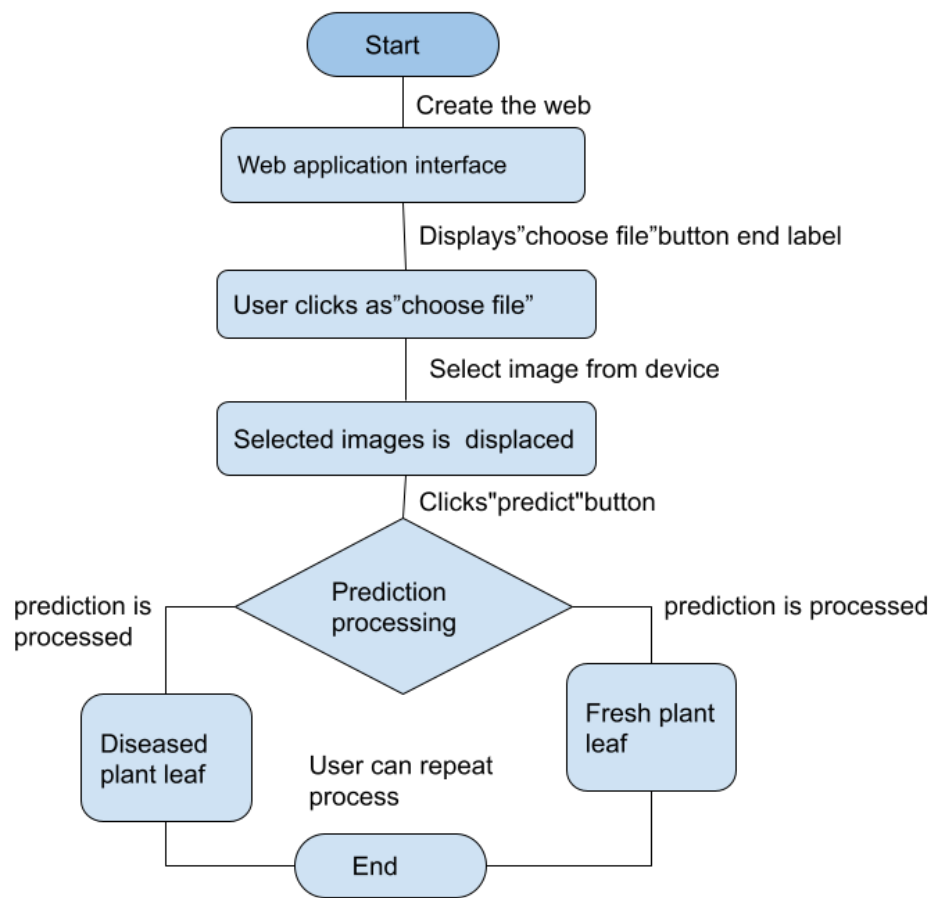 Start
Create the web
Web application interface
Displays”choose file”button end label
User clicks as”choose file”
Select image from device
Selected images is  displaced
Clicks"predict"button
Prediction
processing
prediction is
processed
prediction is processed
Diseased
plant leaf
Fresh plant
leaf
User can repeat
process
End